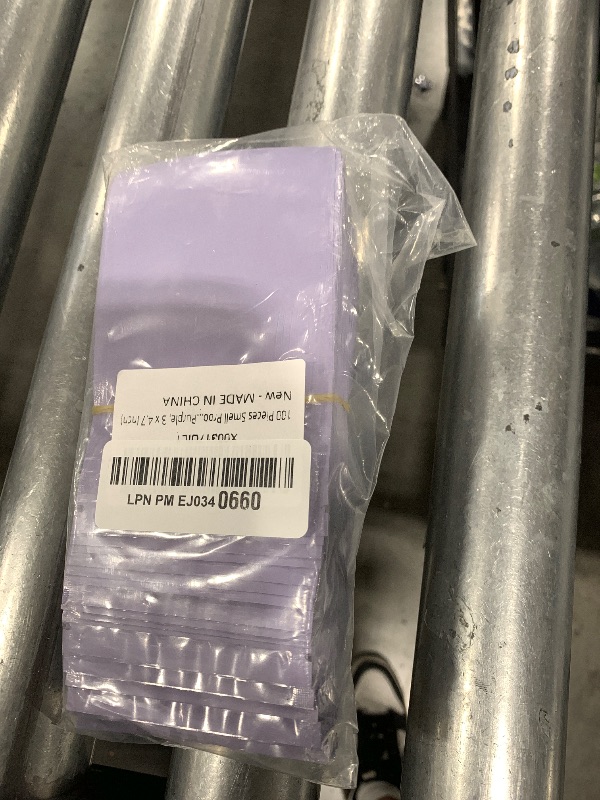 New - MADE IN CHINA
100 Pieces Smell Proo...Purple, 3 x 4.7 Inch)
LPN PM EJ034 0660